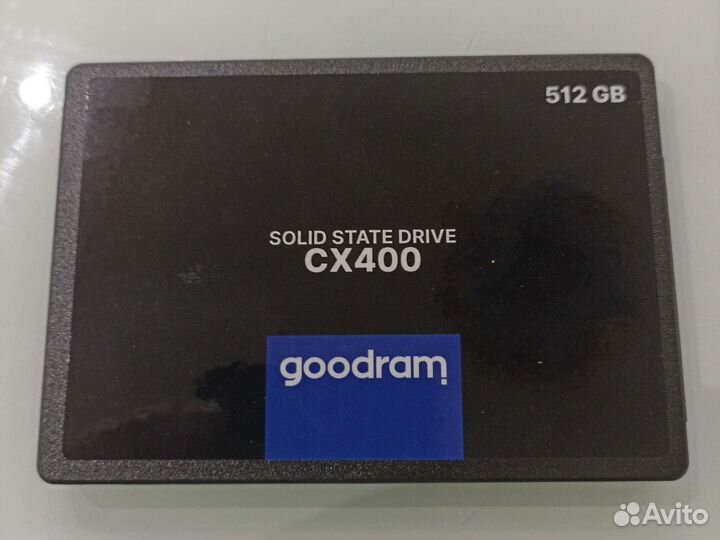 512 GB
SOLID STATE DRIVE
CX400
goodram
Avito